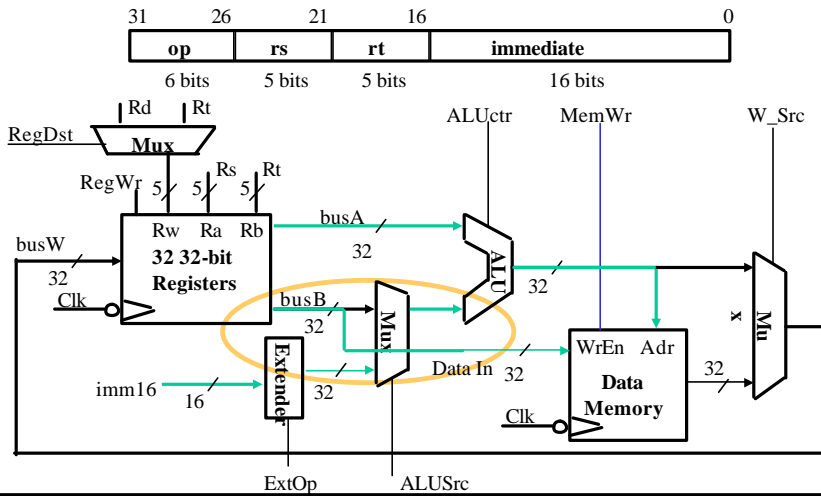 31 26 21 16 0
op rs rt immediate
6 bits 5 bits 5 bits 16 bits
Rd Rt ALUctr MemWr W_Src
RegDst Mux
RegWr 5 5 Rs 5 Rt
busA
Rw Ra Rb 32
busW 32 32-bit ALU
32 Registers 32
Clk busB Mux Mu
32 x
WrEn Adr
Extender Data In 32 32
imm16 32 Data
16 Memory
Clk
ExtOp ALUSrc